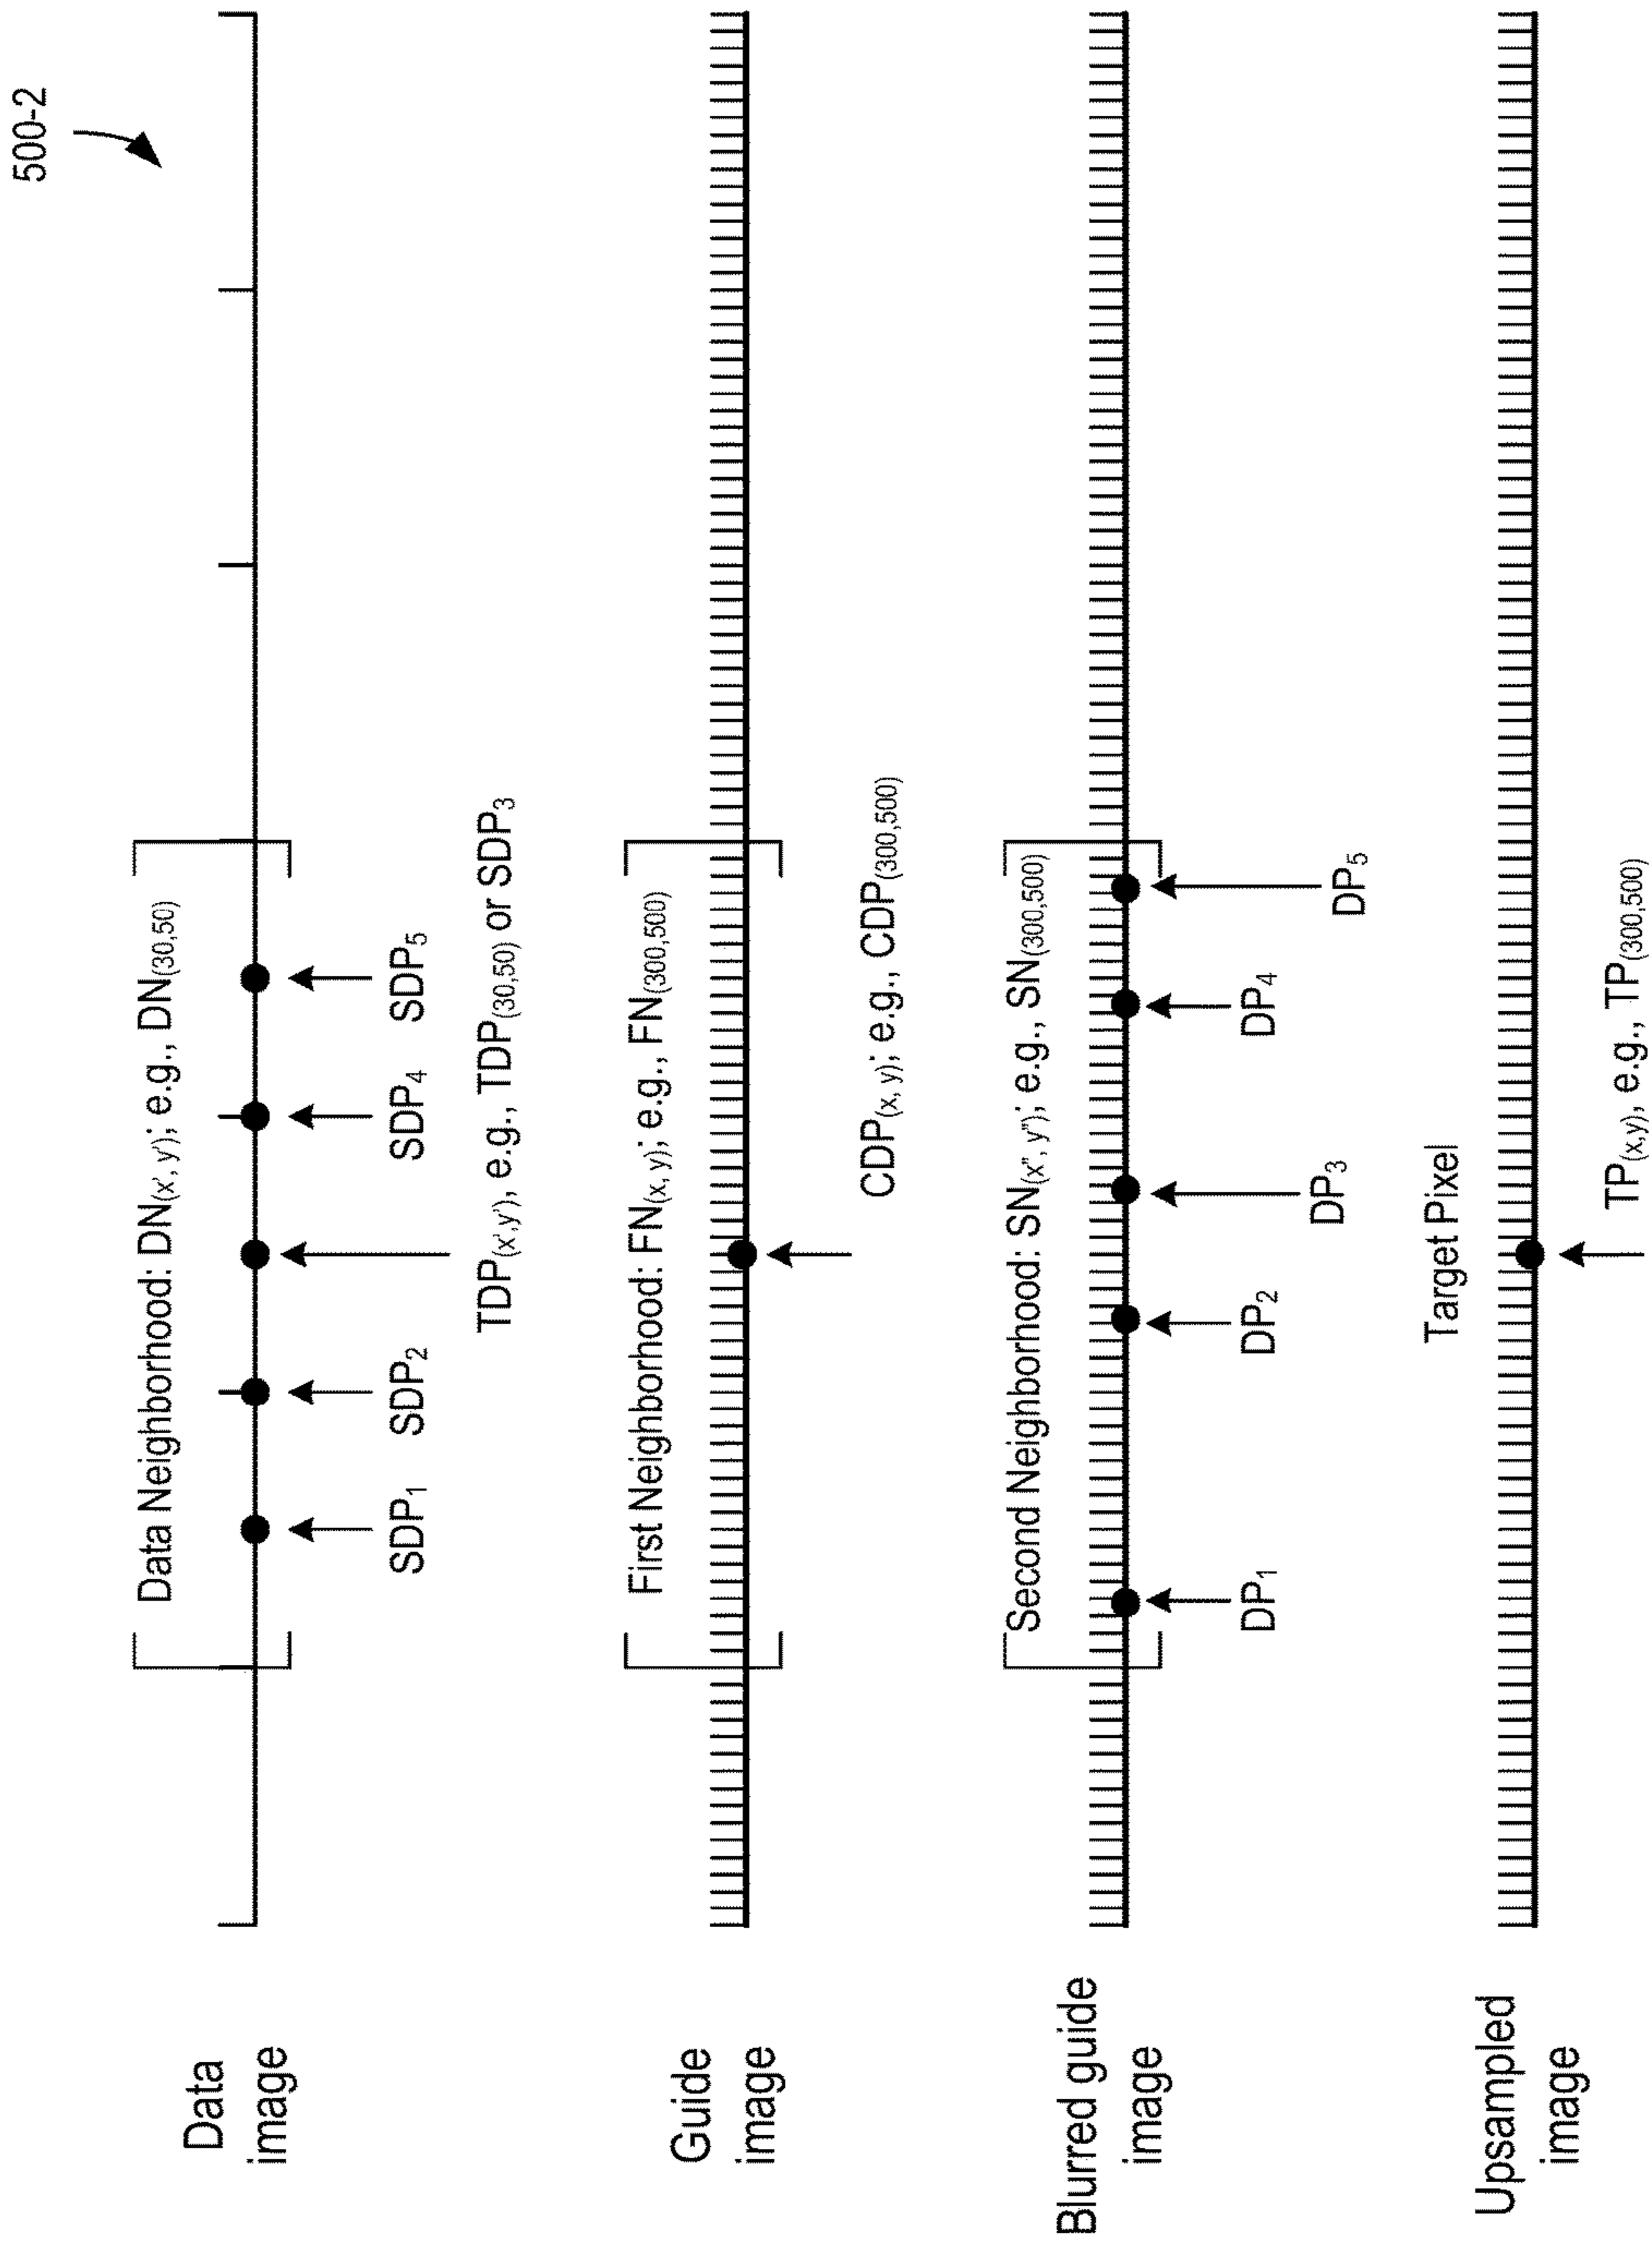 500-2
Data
image
Data Neighborhood: DN(x', y'); e.g., DN(30,50)
SDP1
SDP2
SDP4
SDP5
TDP(x',y'), e.g., TDP(30,50) or SDP3
Guide
image
First Neighborhood: FN(x, y); e.g., FN(300,500)
CDP(x, y); e.g., CDP(300,500)
Blurred guide
image
Second Neighborhood: SN(x", y"); e.g., SN(300,500)
DP1
DP2
DP3
DP4
DP5
Upsampled
image
Target Pixel
TP(x,y), e.g., TP(300,500)